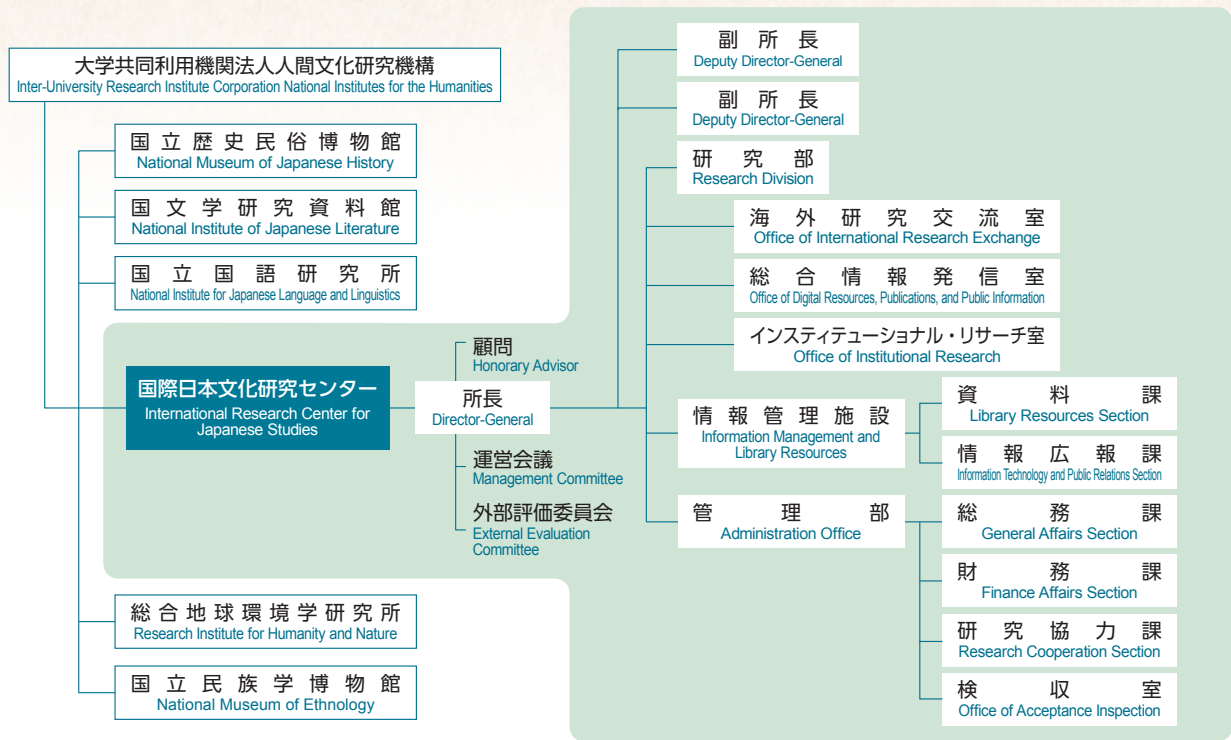 大学共同利用機関法人人間文化研究機構
Inter-University Research Institute Corporation National Institutes for the Humanities
国立歴史民俗博物館
National Museum of Japanese History
国文学研究資料館
National Institute of Japanese Literature
国立国語研究所
National Institute for Japanese Language and Linguistics
国際日本文化研究センター
International Research Center for
Japanese Studies
総合地球環境学研究所
Research Institute for Humanity and Nature
国立民族学博物館
National Museum of Ethnology
顧問
Honorary Advisor
所長
Director-General
運営会議
Management Committee
外部評価委員会
External Evaluation
Committee
副所長
Deputy Director-General
副所長
Deputy Director-General
研究部
Research Division
海外研究交流室
Office of International Research Exchange
総合情報発信室
Office of Digital Resources, Publications, and Public Information
インスティテューショナル・リサーチ室
Office of Institutional Research
情報管理施設
Information Management and
Library Resources
資料課
Library Resources Section
情報広報課
Information Technology and Public Relations Section
管理部
Administration Office
総務課
General Affairs Section
財務課
Finance Affairs Section
研究協力課
Research Cooperation Section
検収室
Office of Acceptance Inspection